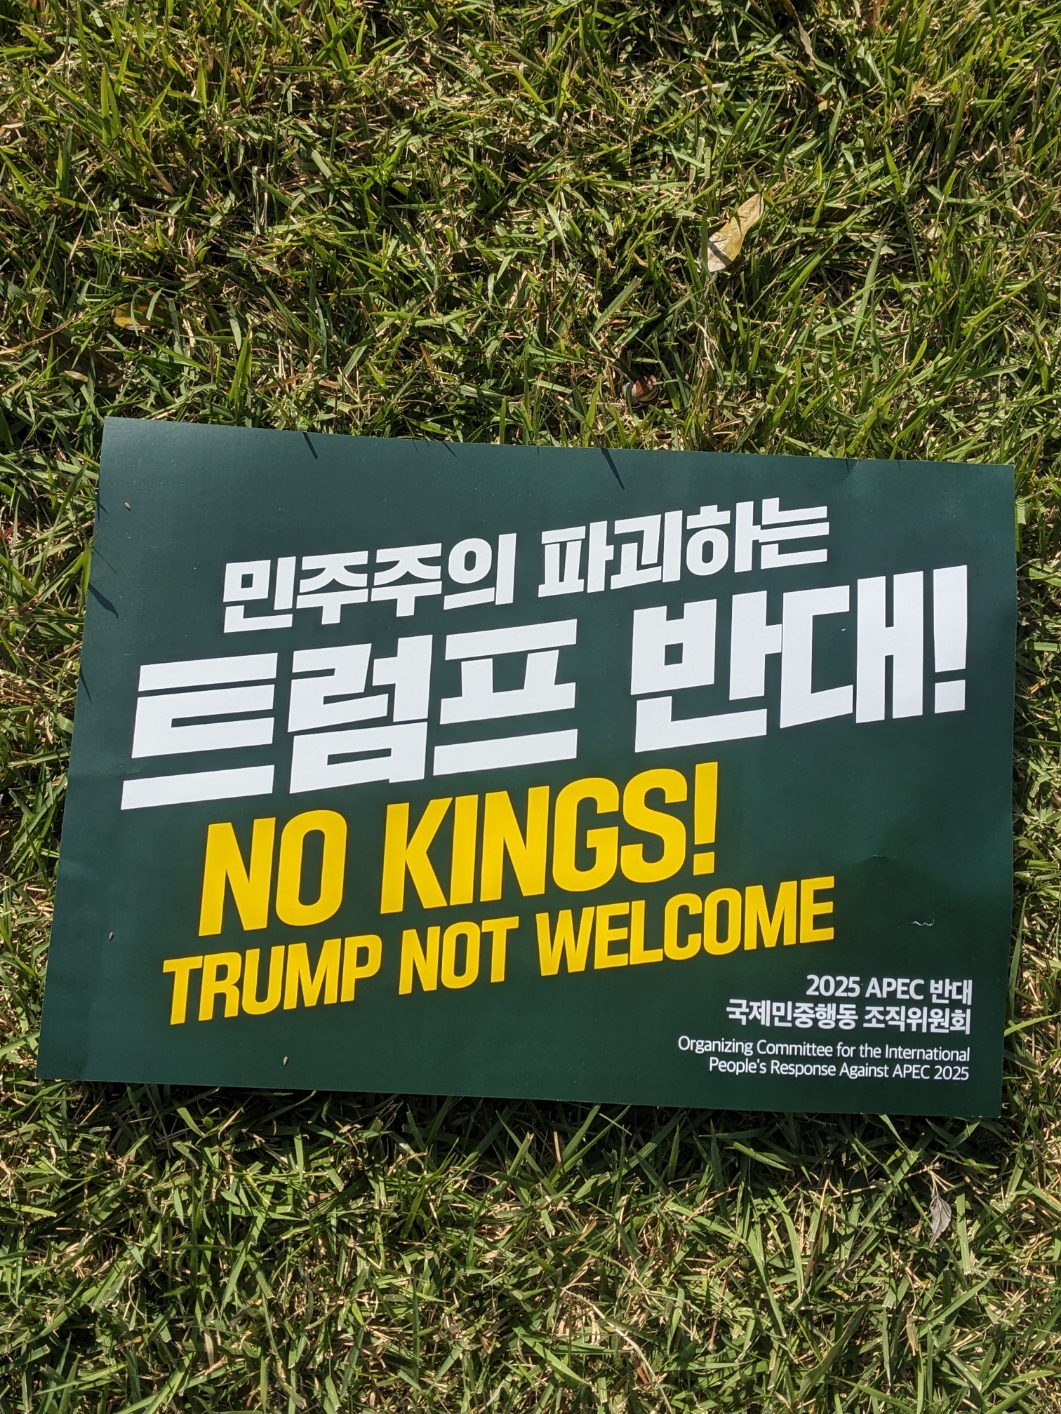 민주주의 파괴하는
트럼프 반대!
NO KINGS!
TRUMP NOT WELCOME
2025 APEC 반대
국제민중행동 조직위원회
Organizing Committee for the International
People's Response Against APEC 2025